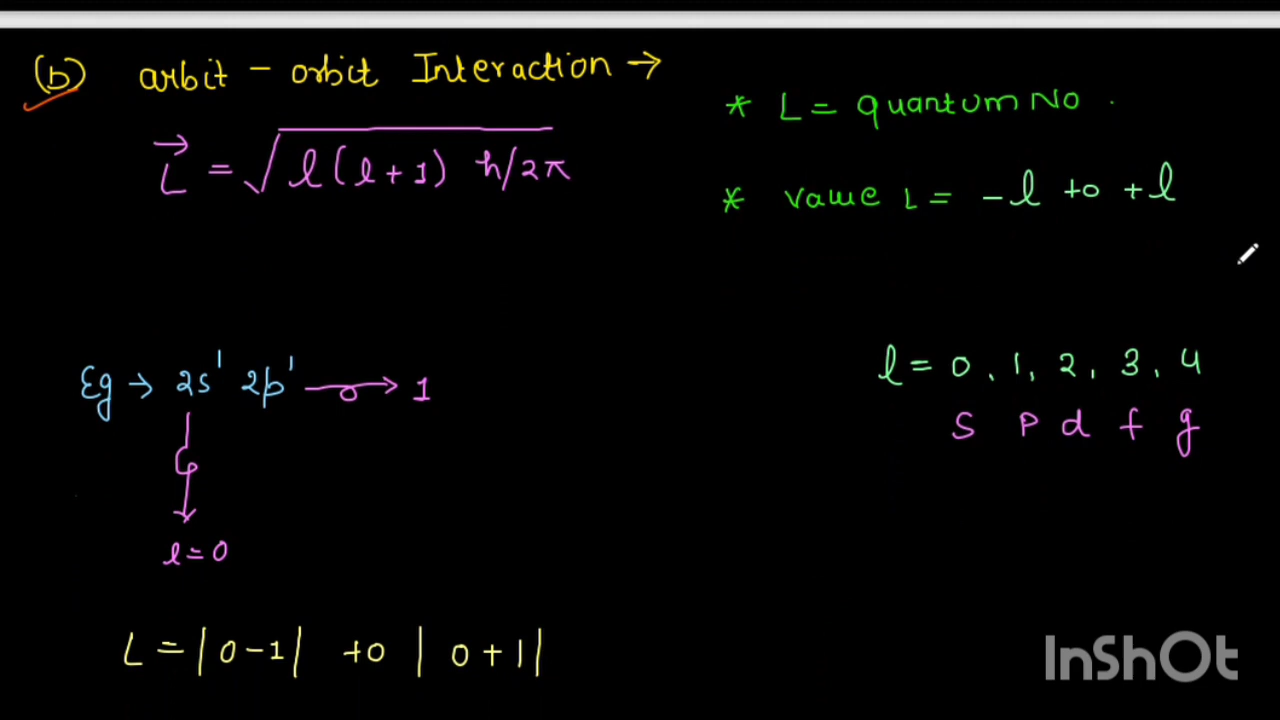 (b) orbit - orbit Interaction →
* L = quantum No .
L⃗ = √l(l+1) h/2π
* value L = -l to +l
Eg → 2s¹ 2p¹ → 1
l = 0, 1, 2, 3, 4
S P d f g
l=0
L = |0-1| to |0+1|
InShOt